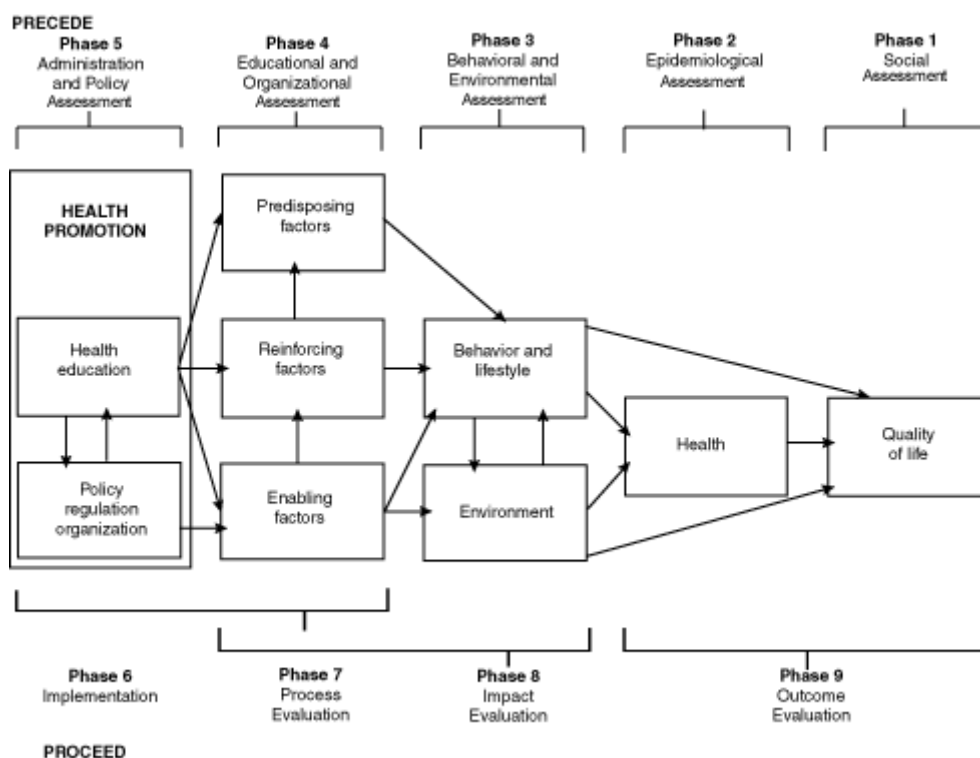 PRECEDE
Phase 5
Administration
and Policy
Assessment
Phase 4
Educational and
Organizational
Assessment
Phase 3
Behavioral and
Environmental
Assessment
Phase 2
Epidemiological
Assessment
Phase 1
Social
Assessment
HEALTH
PROMOTION
Predisposing
factors
Health
education
Reinforcing
factors
Behavior and
lifestyle
Health
Quality
of life
Policy
regulation
organization
Enabling
factors
Environment
Phase 6
Implementation
Phase 7
Process
Evaluation
Phase 8
Impact
Evaluation
Phase 9
Outcome
Evaluation
PROCEED